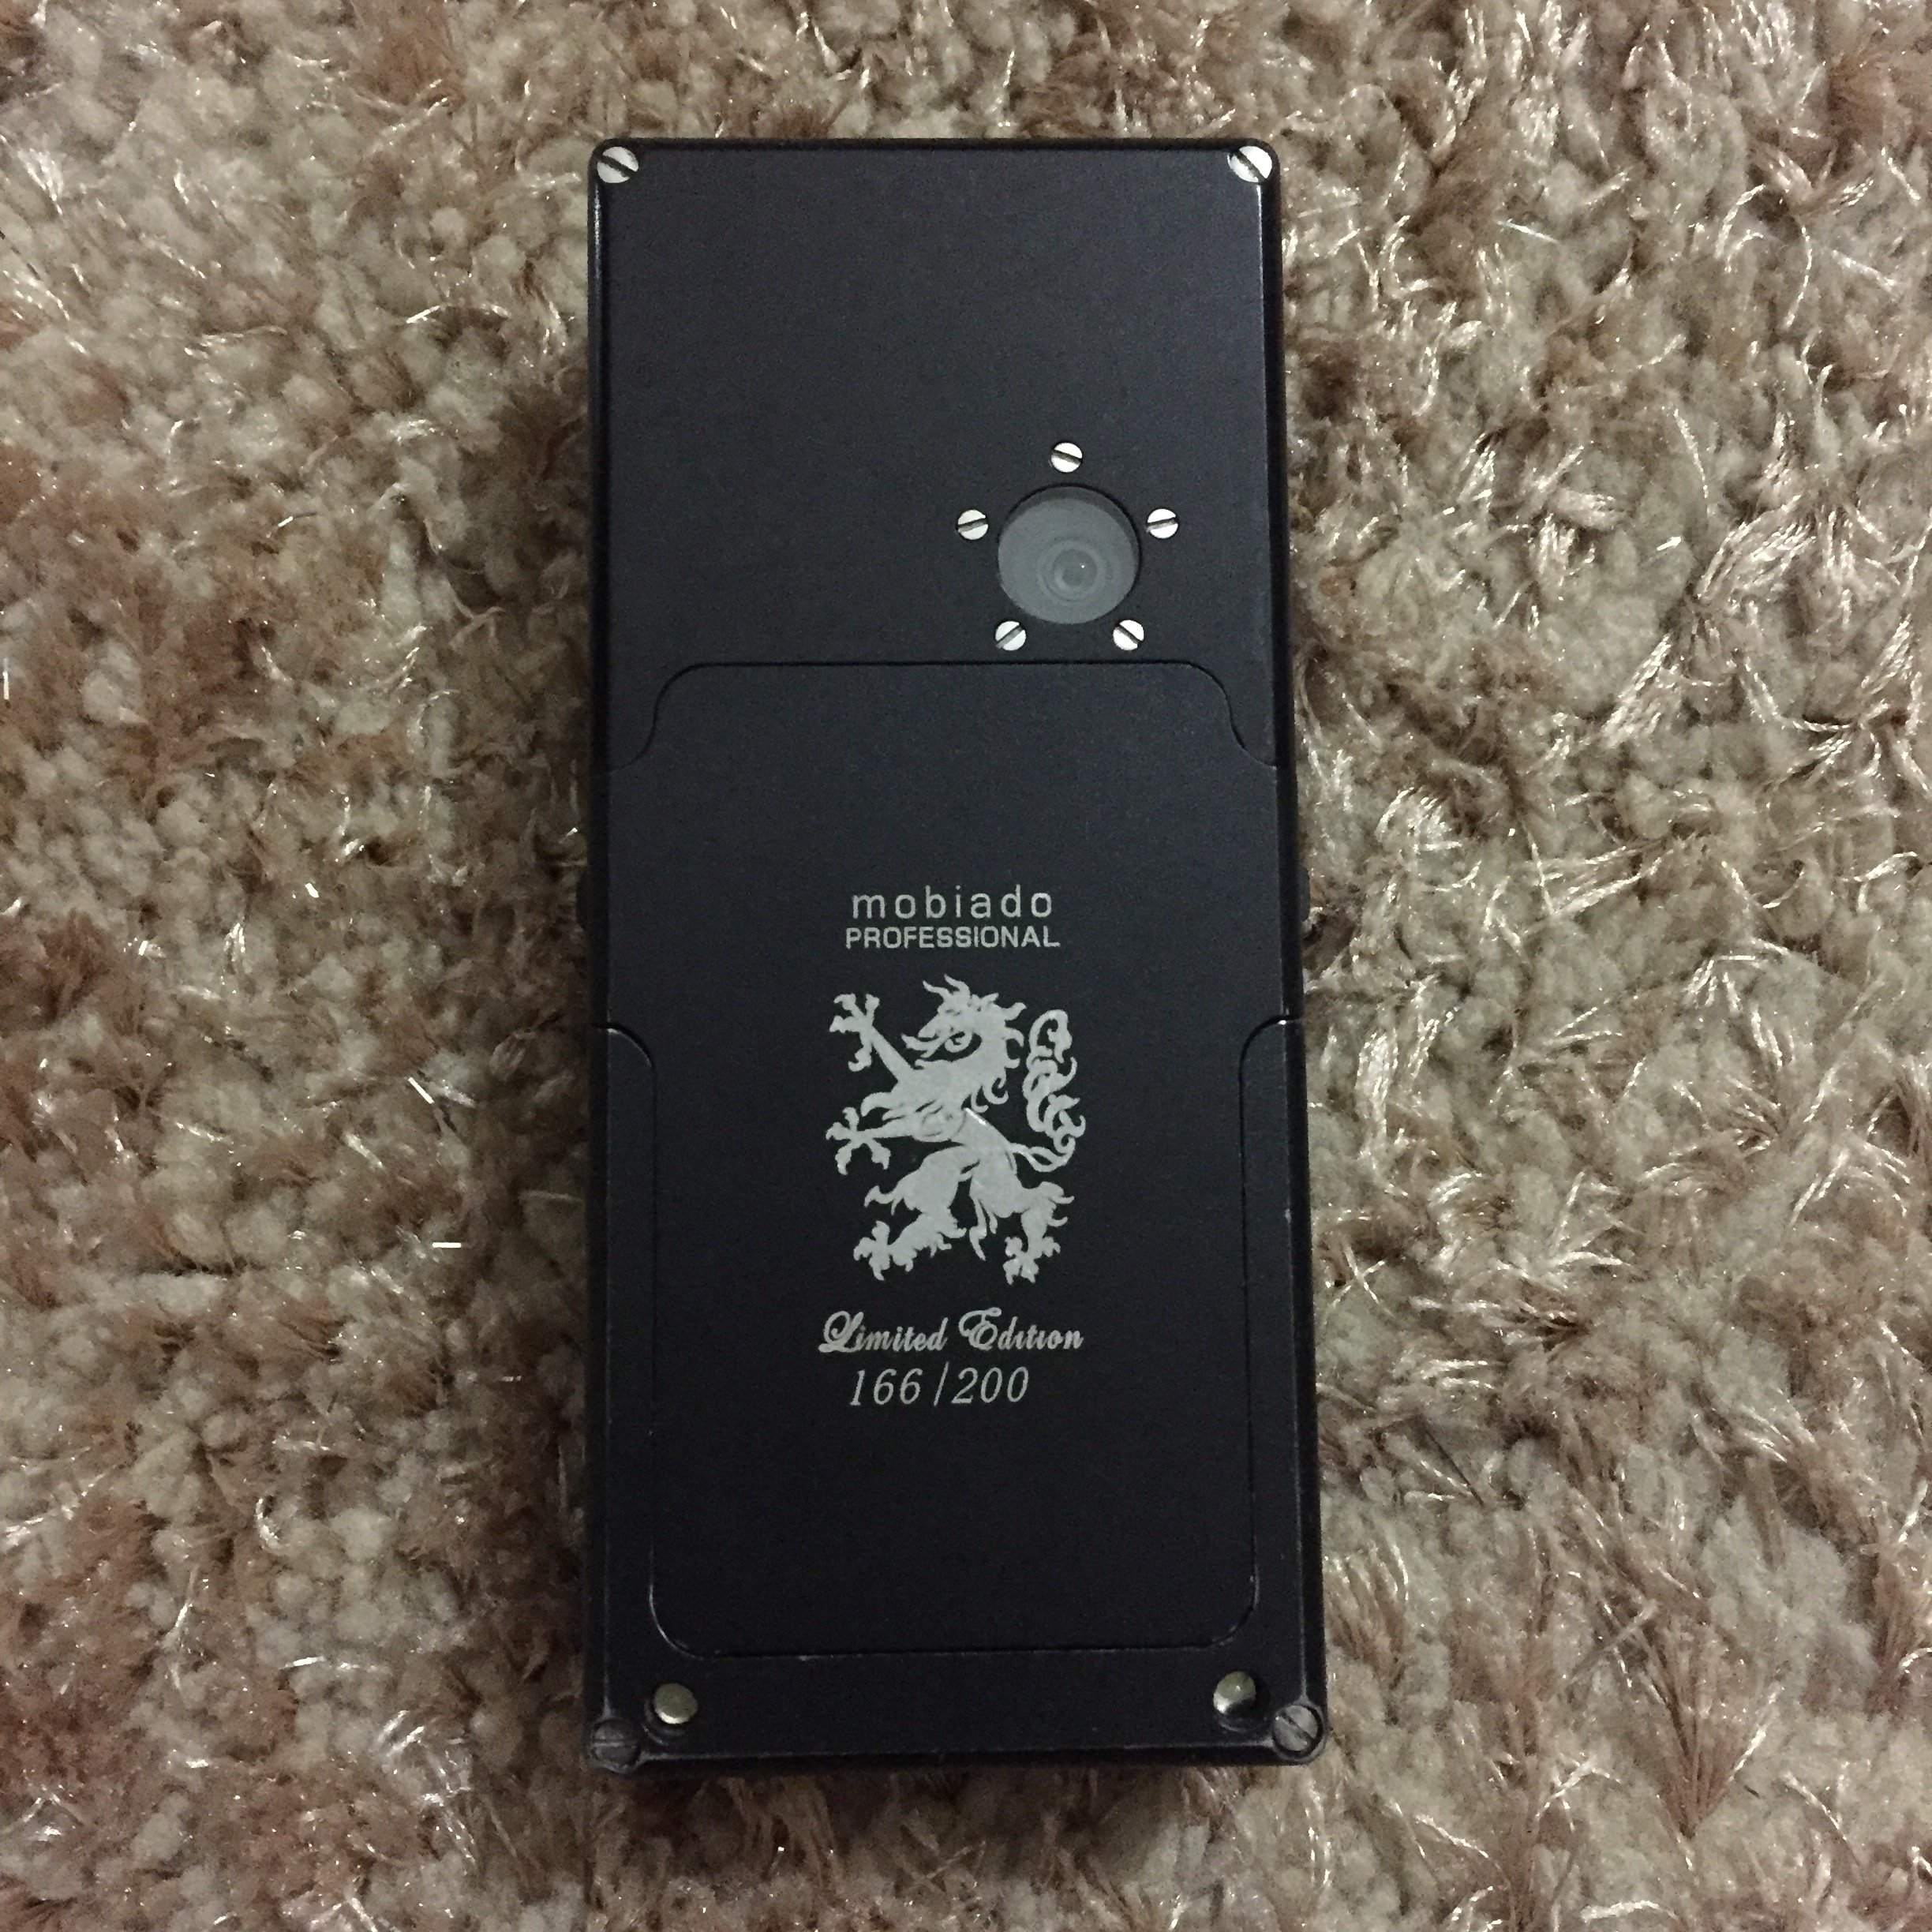 mobiado
PROFESSIONAL
Limited Edition
166/200